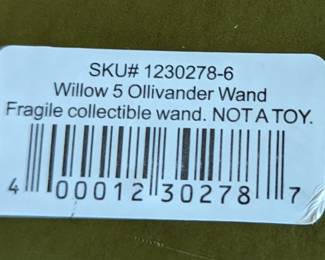 SKU# 1230278-6
Willow 5 Ollivander Wand
Fragile collectible wand. NOT A TOY.
4 00012 30278 7